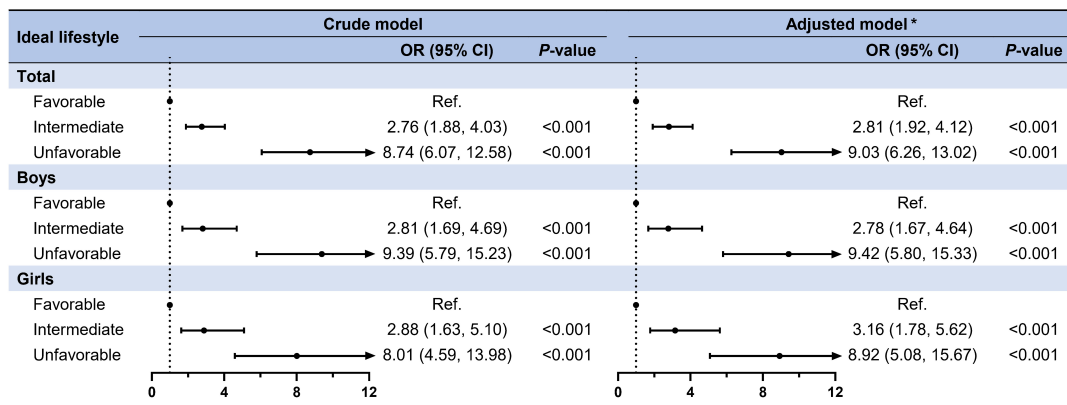 Ideal lifestyle Crude model Adjusted model *
OR (95% CI) P-value OR (95% CI) P-value
Total
Favorable Ref. Ref.
Intermediate 2.76 (1.88, 4.03) <0.001 2.81 (1.92, 4.12) <0.001
Unfavorable 8.74 (6.07, 12.58) <0.001 9.03 (6.26, 13.02) <0.001
Boys
Favorable Ref. Ref.
Intermediate 2.81 (1.69, 4.69) <0.001 2.78 (1.67, 4.64) <0.001
Unfavorable 9.39 (5.79, 15.23) <0.001 9.42 (5.80, 15.33) <0.001
Girls
Favorable Ref. Ref.
Intermediate 2.88 (1.63, 5.10) <0.001 3.16 (1.78, 5.62) <0.001
Unfavorable 8.01 (4.59, 13.98) <0.001 8.92 (5.08, 15.67) <0.001
0 4 8 12 0 4 8 12